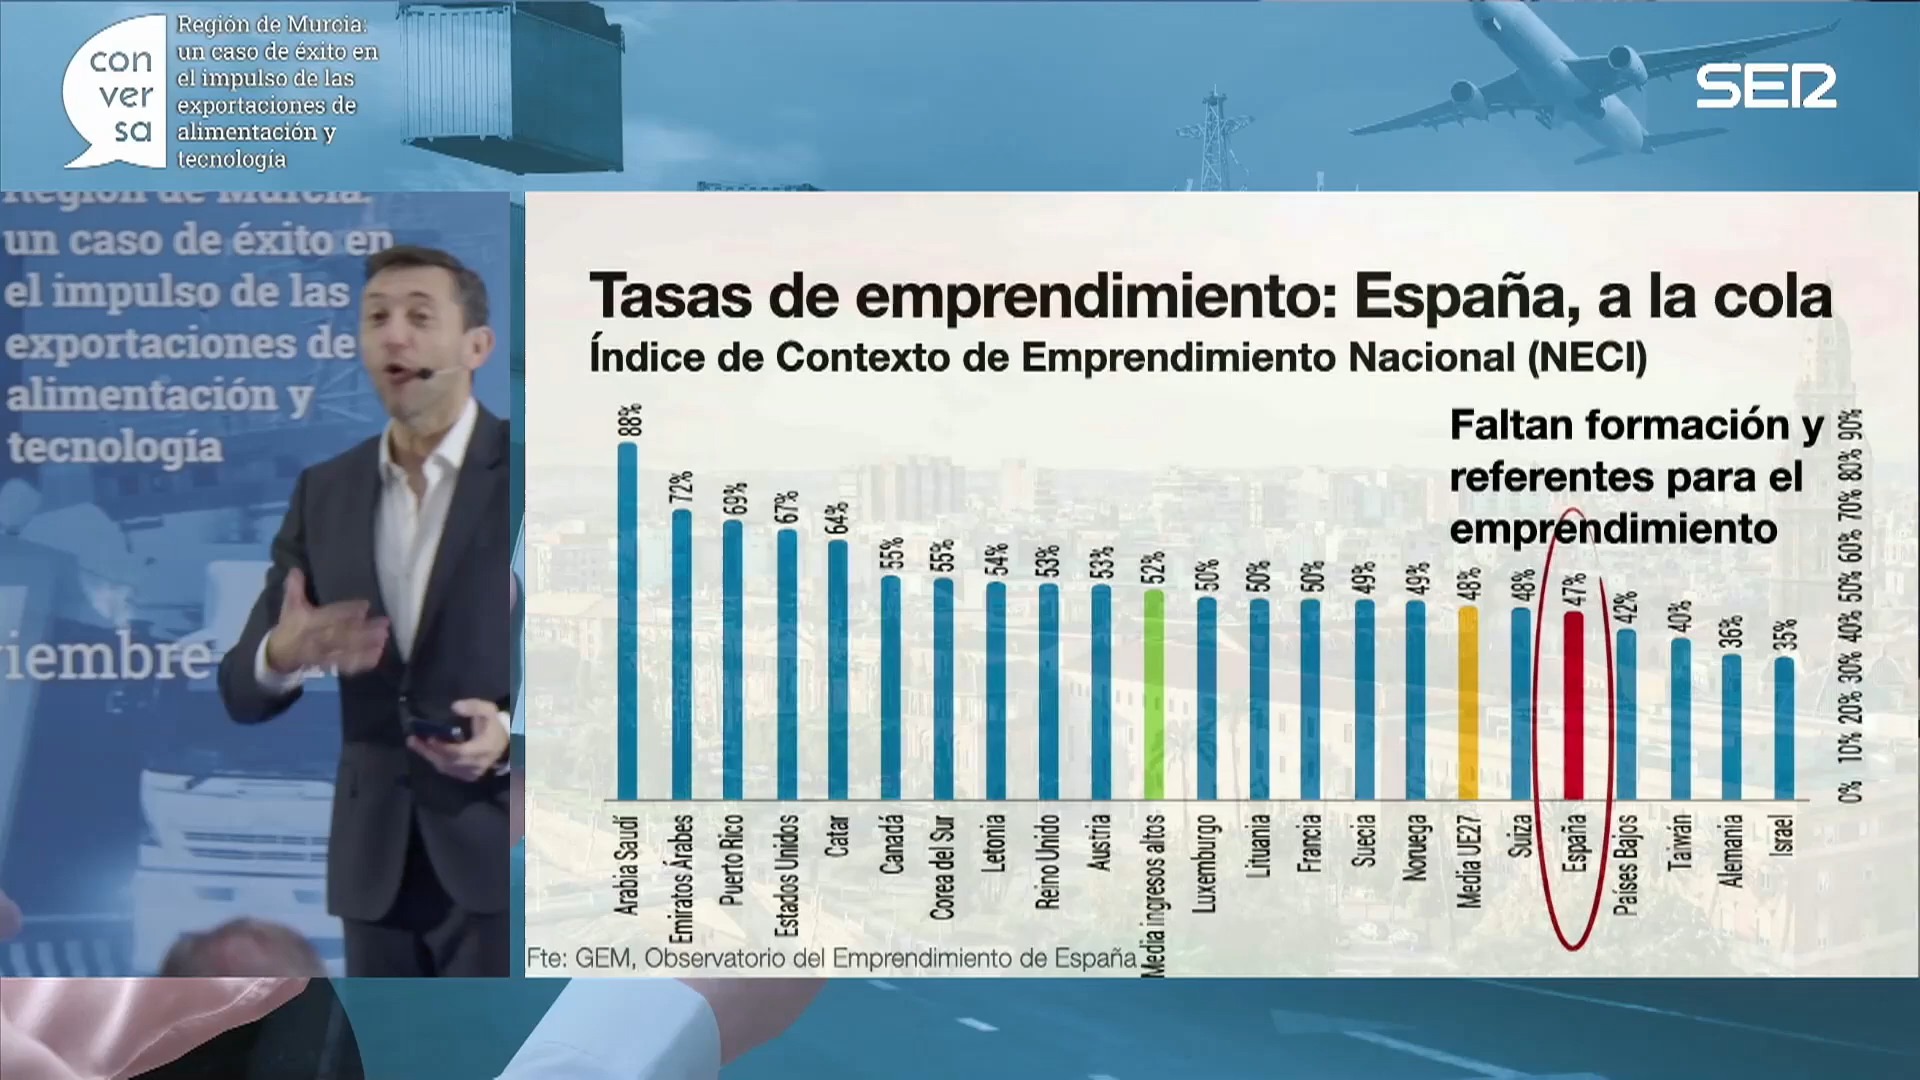 con
ver
sa
Región de Murcia:
un caso de éxito en
el impulso de las
exportaciones de
alimentación y
tecnología
SER
Región de Murcia:
un caso de éxito en
el impulso de las
exportaciones de
alimentación y
tecnología
viembre
Tasas de emprendimiento: España, a la cola
Índice de Contexto de Emprendimiento Nacional (NECI)
Faltan formación y
referentes para el
emprendimiento
88%
72%
69%
67%
64%
55%
55%
54%
53%
53%
52%
50%
50%
50%
49%
49%
48%
48%
47%
42%
40%
36%
35%
0% 10% 20% 30% 40% 50% 60% 70% 80% 90%
Arabia Saudí
Emiratos Árabes
Puerto Rico
Estados Unidos
Catar
Canadá
Corea del Sur
Letonia
Reino Unido
Austria
Media ingresos altos
Luxemburgo
Lituania
Francia
Suecia
Noruega
Media UE27
Suiza
España
Países Bajos
Taiwán
Alemania
Israel
Fte: GEM, Observatorio del Emprendimiento de España